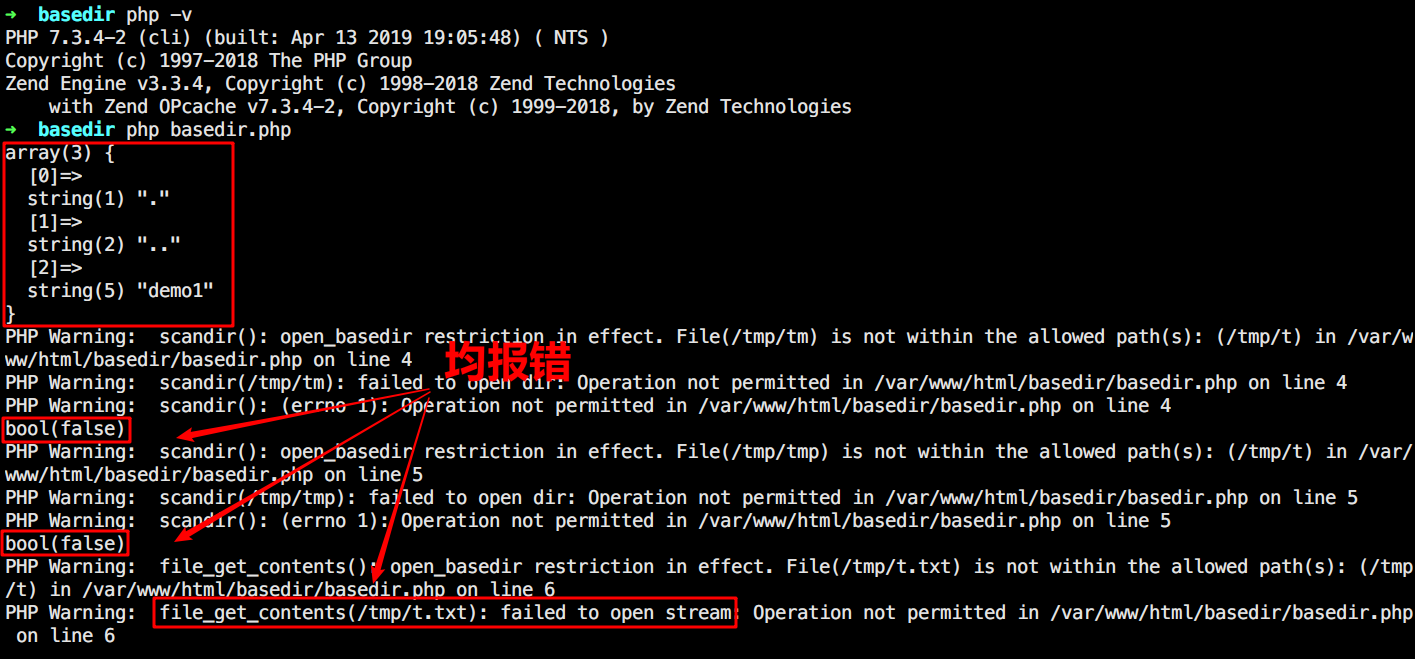 ➜  basedir php -v
PHP 7.3.4-2 (cli) (built: Apr 13 2019 19:05:48) ( NTS )
Copyright (c) 1997-2018 The PHP Group
Zend Engine v3.3.4, Copyright (c) 1998-2018 Zend Technologies
    with Zend OPcache v7.3.4-2, Copyright (c) 1999-2018, by Zend Technologies
➜  basedir php basedir.php
array(3) {
  [0]=>
  string(1) "."
  [1]=>
  string(2) ".."
  [2]=>
  string(5) "demo1"
}
PHP Warning:  scandir(): open_basedir restriction in effect. File(/tmp/tm) is not within the allowed path(s): (/tmp/t) in /var/w
ww/html/basedir/basedir.php on line 4
均报错
PHP Warning:  scandir(/tmp/tm): failed to open dir: Operation not permitted in /var/www/html/basedir/basedir.php on line 4
PHP Warning:  scandir(): (errno 1): Operation not permitted in /var/www/html/basedir/basedir.php on line 4
bool(false)
PHP Warning:  scandir(): open_basedir restriction in effect. File(/tmp/tmp) is not within the allowed path(s): (/tmp/t) in /var/
www/html/basedir/basedir.php on line 5
PHP Warning:  scandir(/tmp/tmp): failed to open dir: Operation not permitted in /var/www/html/basedir/basedir.php on line 5
PHP Warning:  scandir(): (errno 1): Operation not permitted in /var/www/html/basedir/basedir.php on line 5
bool(false)
PHP Warning:  file_get_contents(): open_basedir restriction in effect. File(/tmp/t.txt) is not within the allowed path(s): (/tmp
/t) in /var/www/html/basedir/basedir.php on line 6
PHP Warning:  file_get_contents(/tmp/t.txt): failed to open stream: Operation not permitted in /var/www/html/basedir/basedir.php
 on line 6